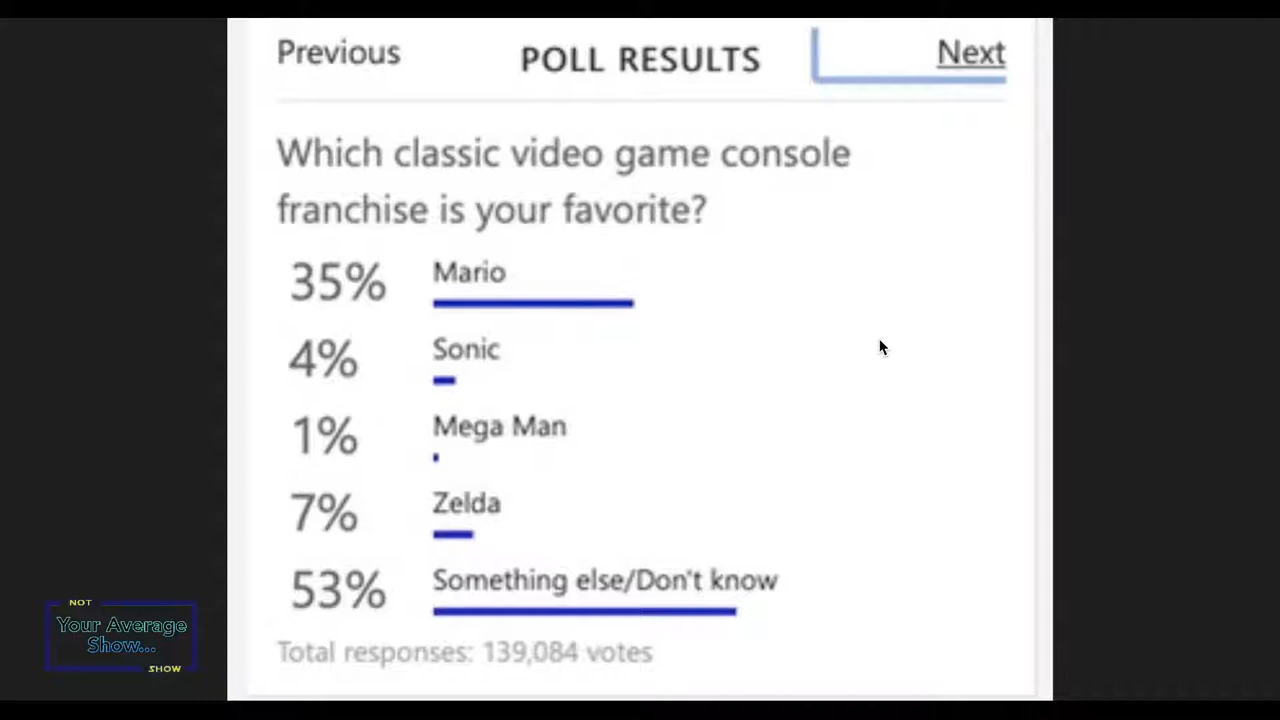 Previous
POLL RESULTS
Next
Which classic video game console
franchise is your favorite?
35% Mario
4% Sonic
1% Mega Man
7% Zelda
53% Something else/Don't know
Total responses: 139,084 votes
NOT
Your Average
Show...
SHOW